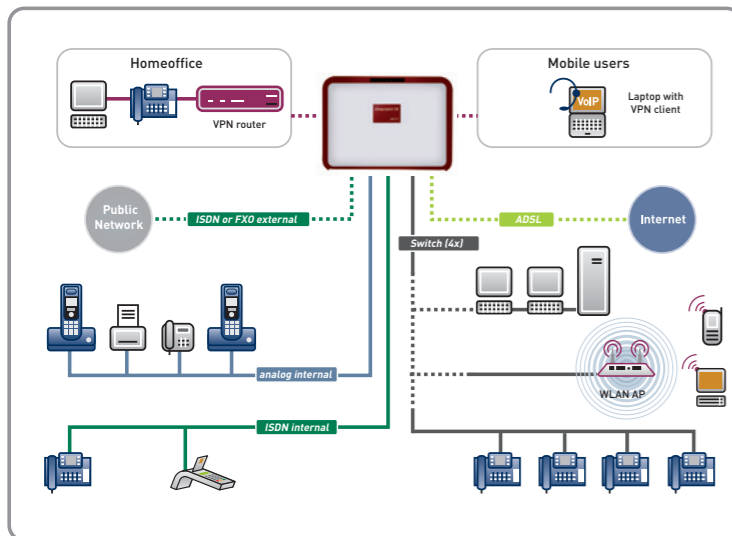 Homeoffice
VPN router
Mobile users
VoIP
Laptop with
VPN client
Public
Network
ISDN or FXO external
ADSL
Internet
Switch (4x)
analog internal
WLAN AP
ISDN internal